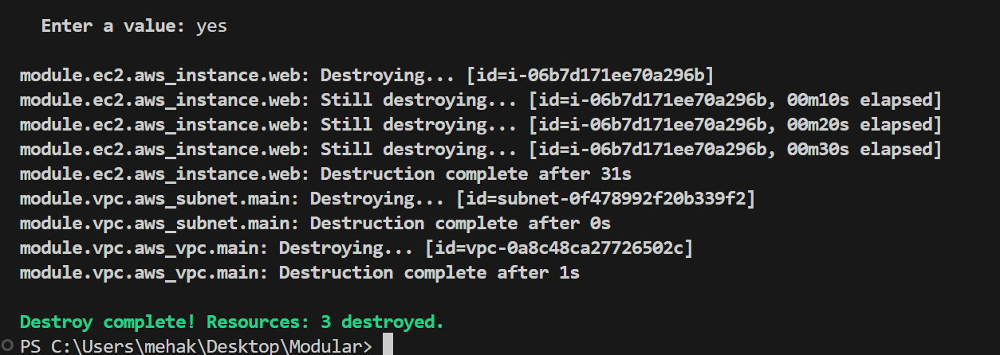 Enter a value: yes
module.ec2.aws_instance.web: Destroying... [id=i-06b7d171ee70a296b]
module.ec2.aws_instance.web: Still destroying... [id=i-06b7d171ee70a296b, 00m10s elapsed]
module.ec2.aws_instance.web: Still destroying... [id=i-06b7d171ee70a296b, 00m20s elapsed]
module.ec2.aws_instance.web: Still destroying... [id=i-06b7d171ee70a296b, 00m30s elapsed]
module.ec2.aws_instance.web: Destruction complete after 31s
module.vpc.aws_subnet.main: Destroying... [id=subnet-0f478992f20b339f2]
module.vpc.aws_subnet.main: Destruction complete after 0s
module.vpc.aws_vpc.main: Destroying... [id=vpc-0a8c48ca27726502c]
module.vpc.aws_vpc.main: Destruction complete after 1s
Destroy complete! Resources: 3 destroyed.
PS C:\Users\mehak\Desktop\Modular>